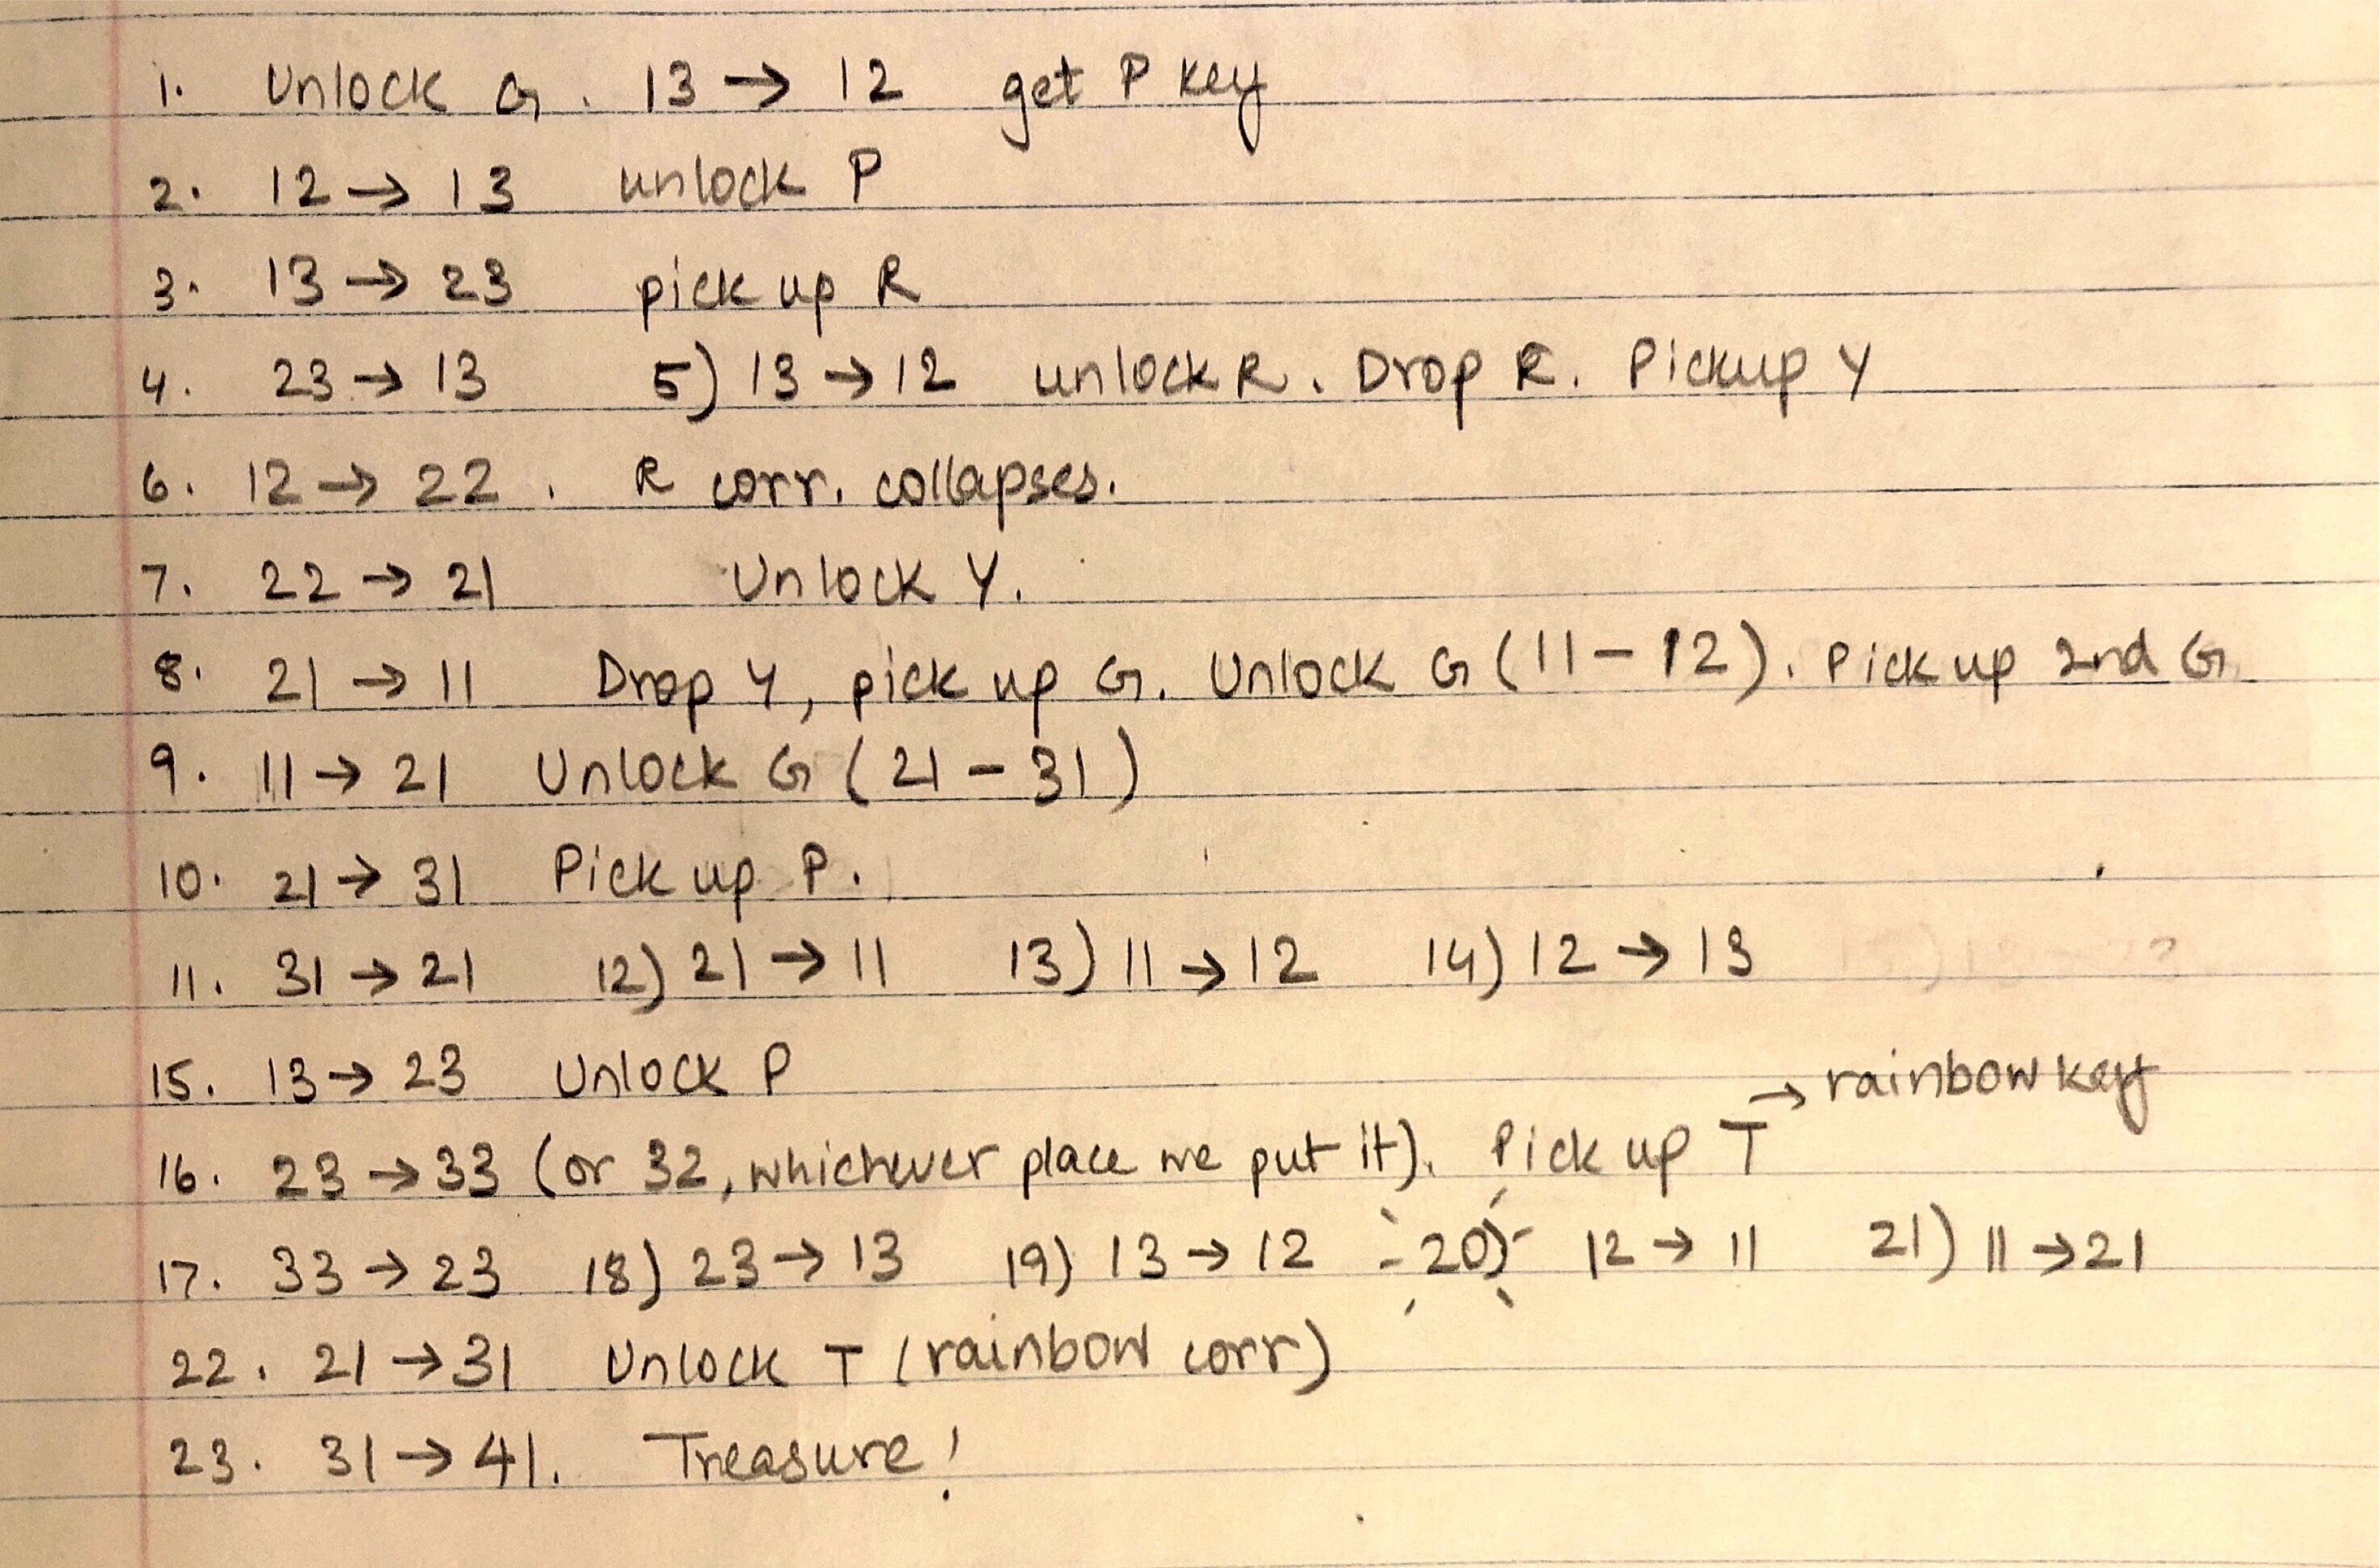 1. Unlock G. 13 → 12 get P key
2. 12 → 13 unlock P
3. 13 → 23 pick up R
4. 23 → 13 5) 13 → 12 unlock R. Drop R. Pickup Y
6. 12 → 22. R corr. collapses.
7. 22 → 21 Unlock Y.
8. 21 → 11 Drop Y, pick up G. Unlock G (11 – 12). Pick up 2nd G.
9. 11 → 21 Unlock G (21 – 31)
10. 21 → 31 Pick up P.
11. 31 → 21 12) 21 → 11 13) 11 → 12 14) 12 → 13
15. 13 → 23 Unlock P
→ rainbow key
16. 23 → 33 (or 32, whichever place we put it). Pick up T
17. 33 → 23 18) 23 → 13 19) 13 → 12 20) 12 → 11 21) 11 → 21
22. 21 → 31 Unlock T (rainbow corr)
23. 31 → 41. Treasure!